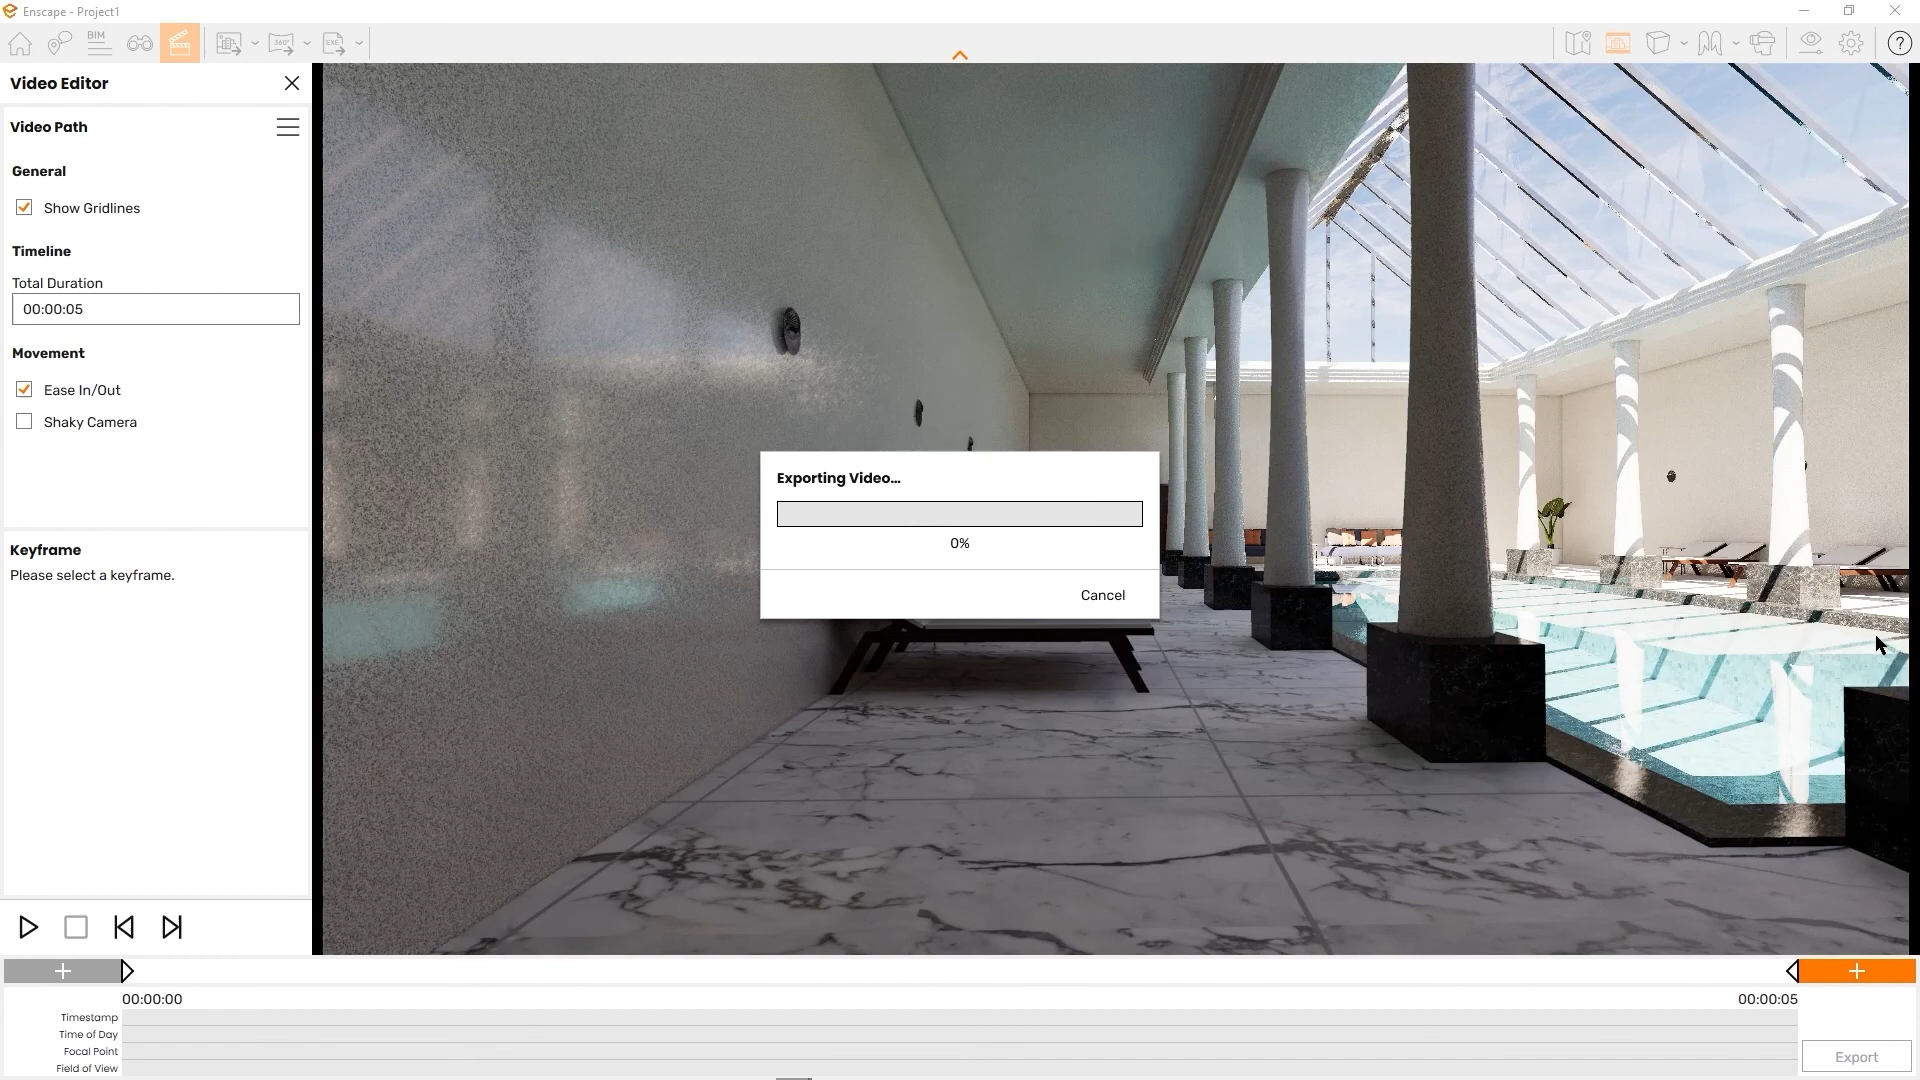 Enscape - Project1
BIM
360°
EXE
?
Video Editor
Video Path
General
Show Gridlines
Timeline
Total Duration
00:00:05
Movement
Ease In/Out
Shaky Camera
Exporting Video...
0%
Cancel
Keyframe
Please select a keyframe.
00:00:00
00:00:05
Timestamp
Time of Day
Focal Point
Field of View
Export